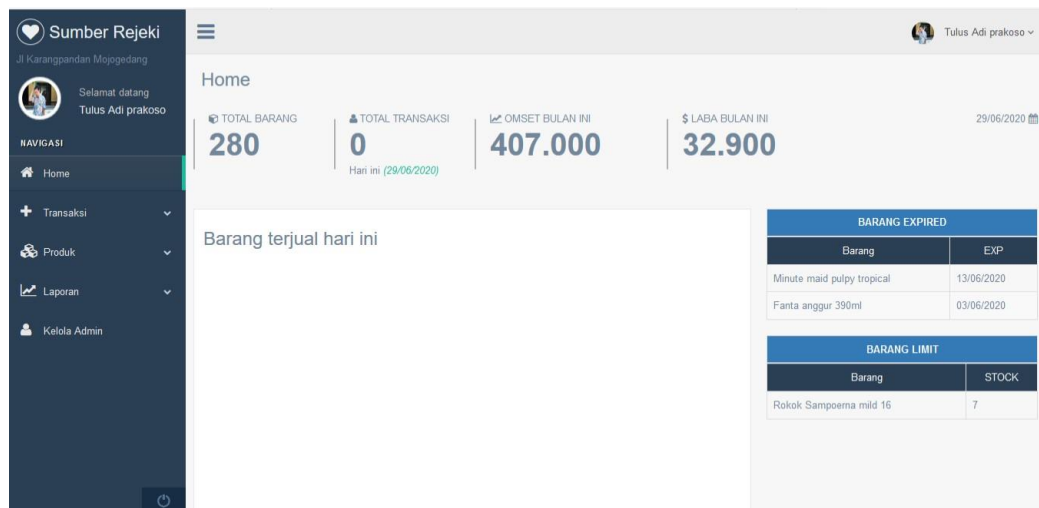 Sumber Rejeki
Jl Karangpandan Mojogedang
Selamat datang
Tulus Adi prakoso
NAVIGASI
Home
Transaksi
Produk
Laporan
Kelola Admin
Tulus Adi prakoso
Home
TOTAL BARANG
280
TOTAL TRANSAKSI
0
Hari ini (29/06/2020)
OMSET BULAN INI
407.000
$ LABA BULAN INI
32.900
29/06/2020
Barang terjual hari ini
BARANG EXPIRED
Barang EXP
Minute maid pulpy tropical 13/06/2020
Fanta anggur 390ml 03/06/2020
BARANG LIMIT
Barang STOCK
Rokok Sampoerna mild 16 7